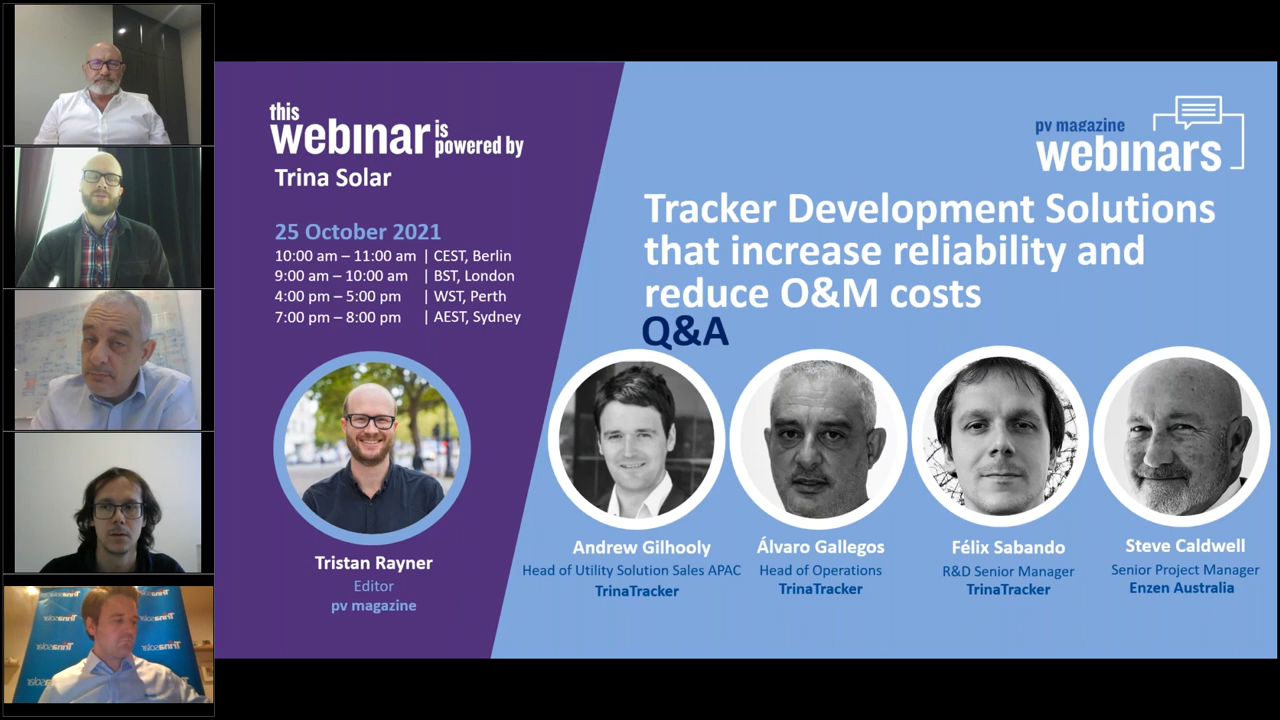 this
webinar is
powered by
Trina Solar
25 October 2021
10:00 am – 11:00 am | CEST, Berlin
9:00 am – 10:00 am | BST, London
4:00 pm – 5:00 pm | WST, Perth
7:00 pm – 8:00 pm | AEST, Sydney
pv magazine
webinars
Tracker Development Solutions
that increase reliability and
reduce O&M costs
Q&A
Tristan Rayner
Editor
pv magazine
Andrew Gilhooly
Head of Utility Solution Sales APAC
TrinaTracker
Álvaro Gallegos
Head of Operations
TrinaTracker
Félix Sabando
R&D Senior Manager
TrinaTracker
Steve Caldwell
Senior Project Manager
Enzen Australia
Trinasolar
Trinasolar
Trinasolar